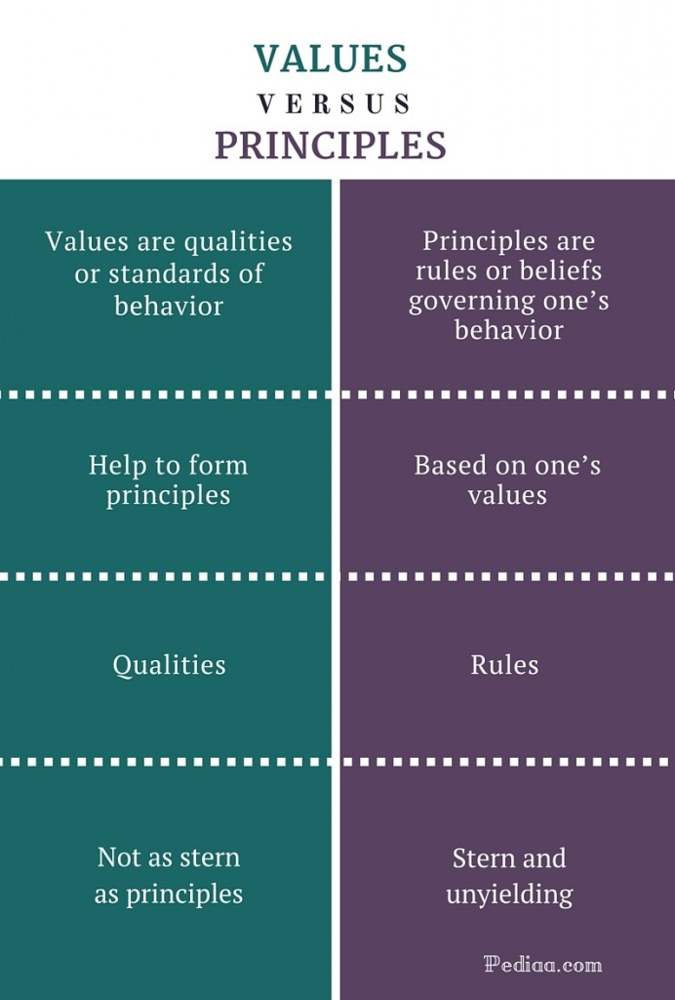 VALUES
VERSUS
PRINCIPLES
Values are qualities
or standards of
behavior
Principles are
rules or beliefs
governing one’s
behavior
Help to form
principles
Based on one’s
values
Qualities
Rules
Not as stern
as principles
Stern and
unyielding
Pediaa.com